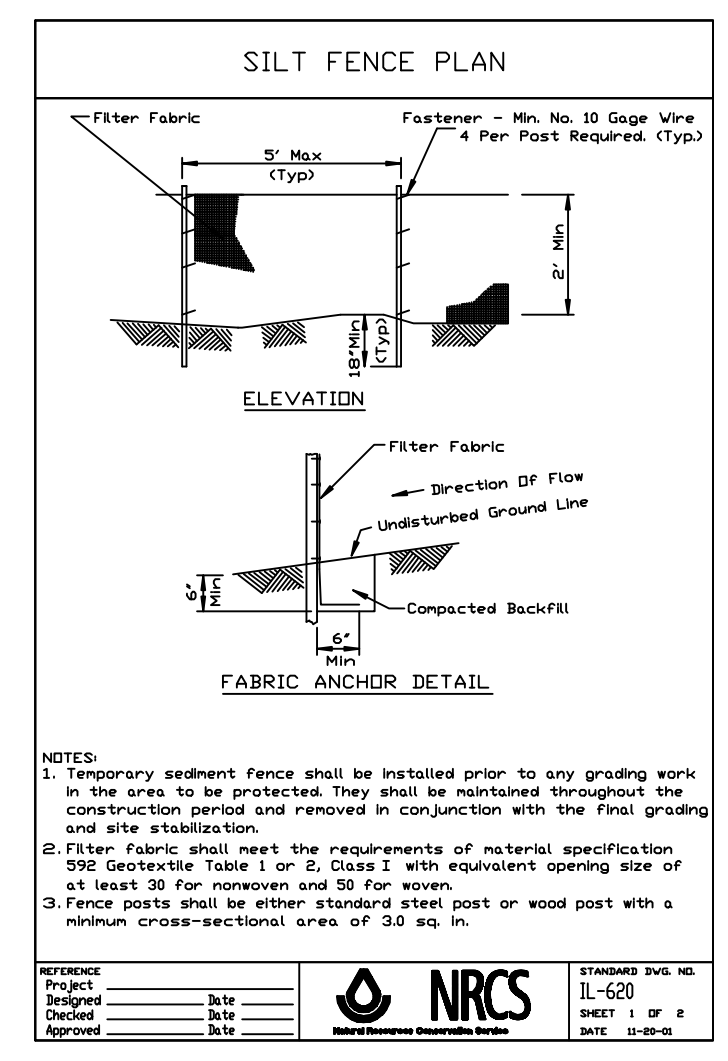 SILT FENCE PLAN
Filter Fabric
Fastener - Min. No. 10 Gage Wire
4 Per Post Required. (Typ.)
5' Max
(Typ)
2' Min
18"Min
(Typ)
ELEVATION
Filter Fabric
Direction Of Flow
Undisturbed Ground Line
6"
Min
Compacted Backfill
6"
Min
FABRIC ANCHOR DETAIL
NOTES:
1. Temporary sediment fence shall be installed prior to any grading work
in the area to be protected. They shall be maintained throughout the
construction period and removed in conjunction with the final grading
and site stabilization.
2. Filter fabric shall meet the requirements of material specification
592 Geotextile Table 1 or 2, Class I with equivalent opening size of
at least 30 for nonwoven and 50 for woven.
3. Fence posts shall be either standard steel post or wood post with a
minimum cross-sectional area of 3.0 sq. in.
REFERENCE
Project
Designed Date
Checked Date
Approved Date
NRCS
Natural Resources Conservation Service
STANDARD DWG. NO.
IL-620
SHEET 1 OF 2
DATE 11-20-01